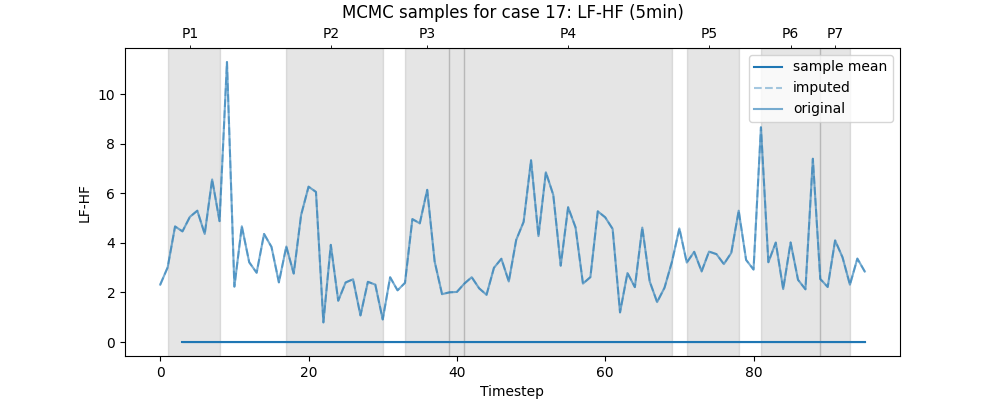 MCMC samples for case 17: LF-HF (5min)
P1 P2 P3 P4 P5 P6 P7
sample mean
imputed
original
10
8
6
4
2
0
LF-HF
0 20 40 60 80
Timestep